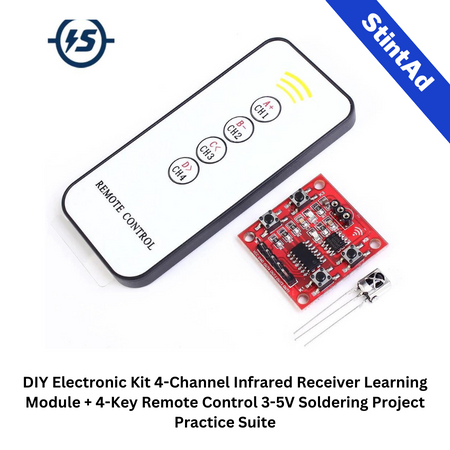 StintAd
A+
CH1
B-
CH2
C<
CH3
D>
CH4
REMOTE CONTROL
DIY Electronic Kit 4-Channel Infrared Receiver Learning
Module + 4-Key Remote Control 3-5V Soldering Project
Practice Suite